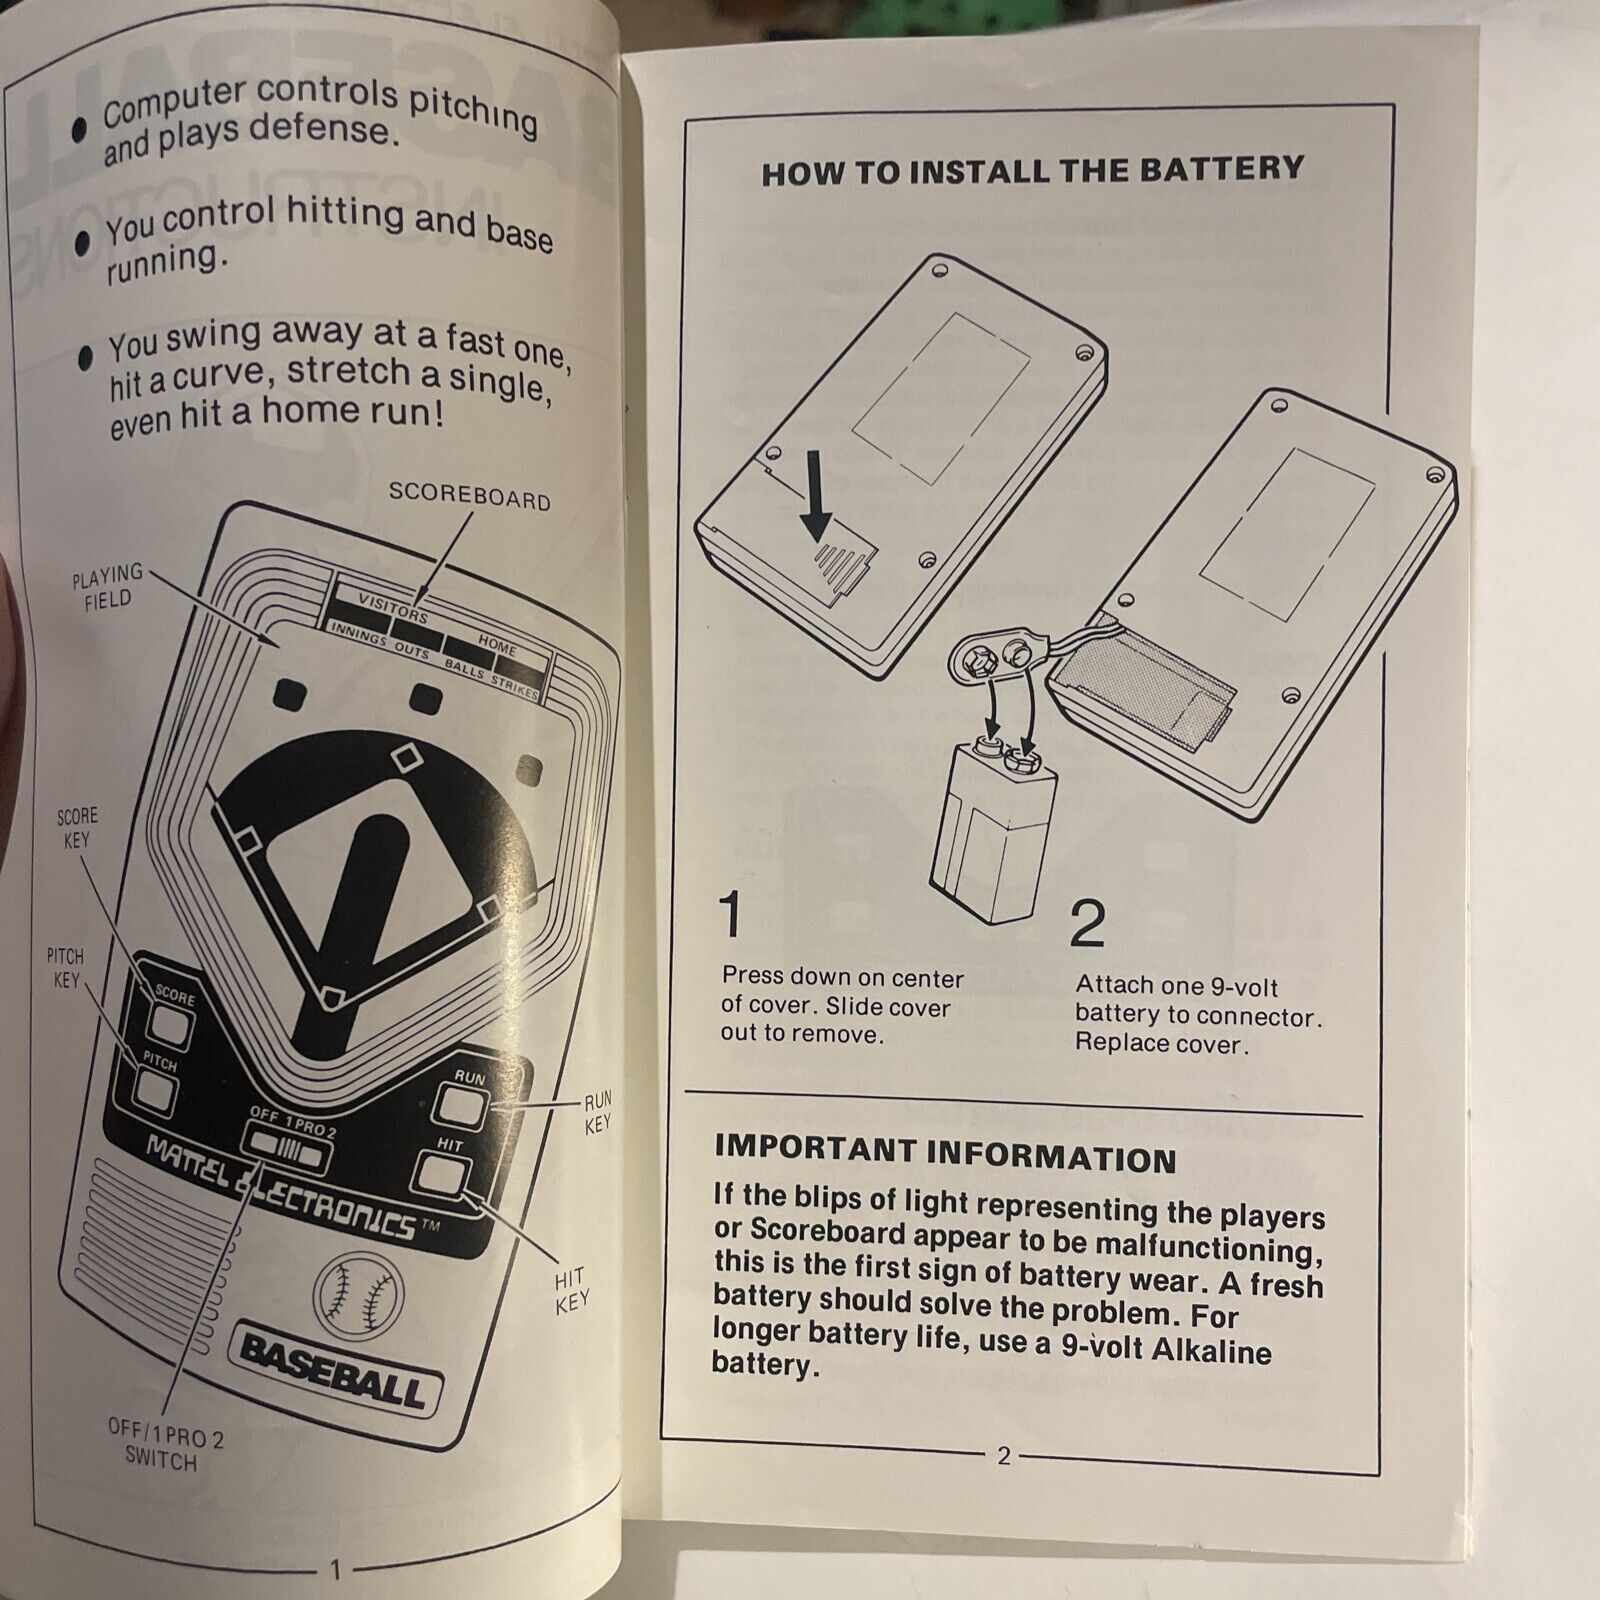 ● Computer controls pitching
and plays defense.
● You control hitting and base
running.
● You swing away at a fast one,
hit a curve, stretch a single,
even hit a home run!
SCOREBOARD
PLAYING
FIELD
VISITORS
HOME
INNINGS OUTS BALLS STRIKES
SCORE
KEY
PITCH
KEY
SCORE
PITCH
RUN
HIT
OFF 1 PRO 2
RUN
KEY
MATTEL ELECTRONICS™
HIT
KEY
BASEBALL
OFF/1 PRO 2
SWITCH
1
HOW TO INSTALL THE BATTERY
1
Press down on center
of cover. Slide cover
out to remove.
2
Attach one 9-volt
battery to connector.
Replace cover.
IMPORTANT INFORMATION
If the blips of light representing the players
or Scoreboard appear to be malfunctioning,
this is the first sign of battery wear. A fresh
battery should solve the problem. For
longer battery life, use a 9-volt Alkaline
battery.
2